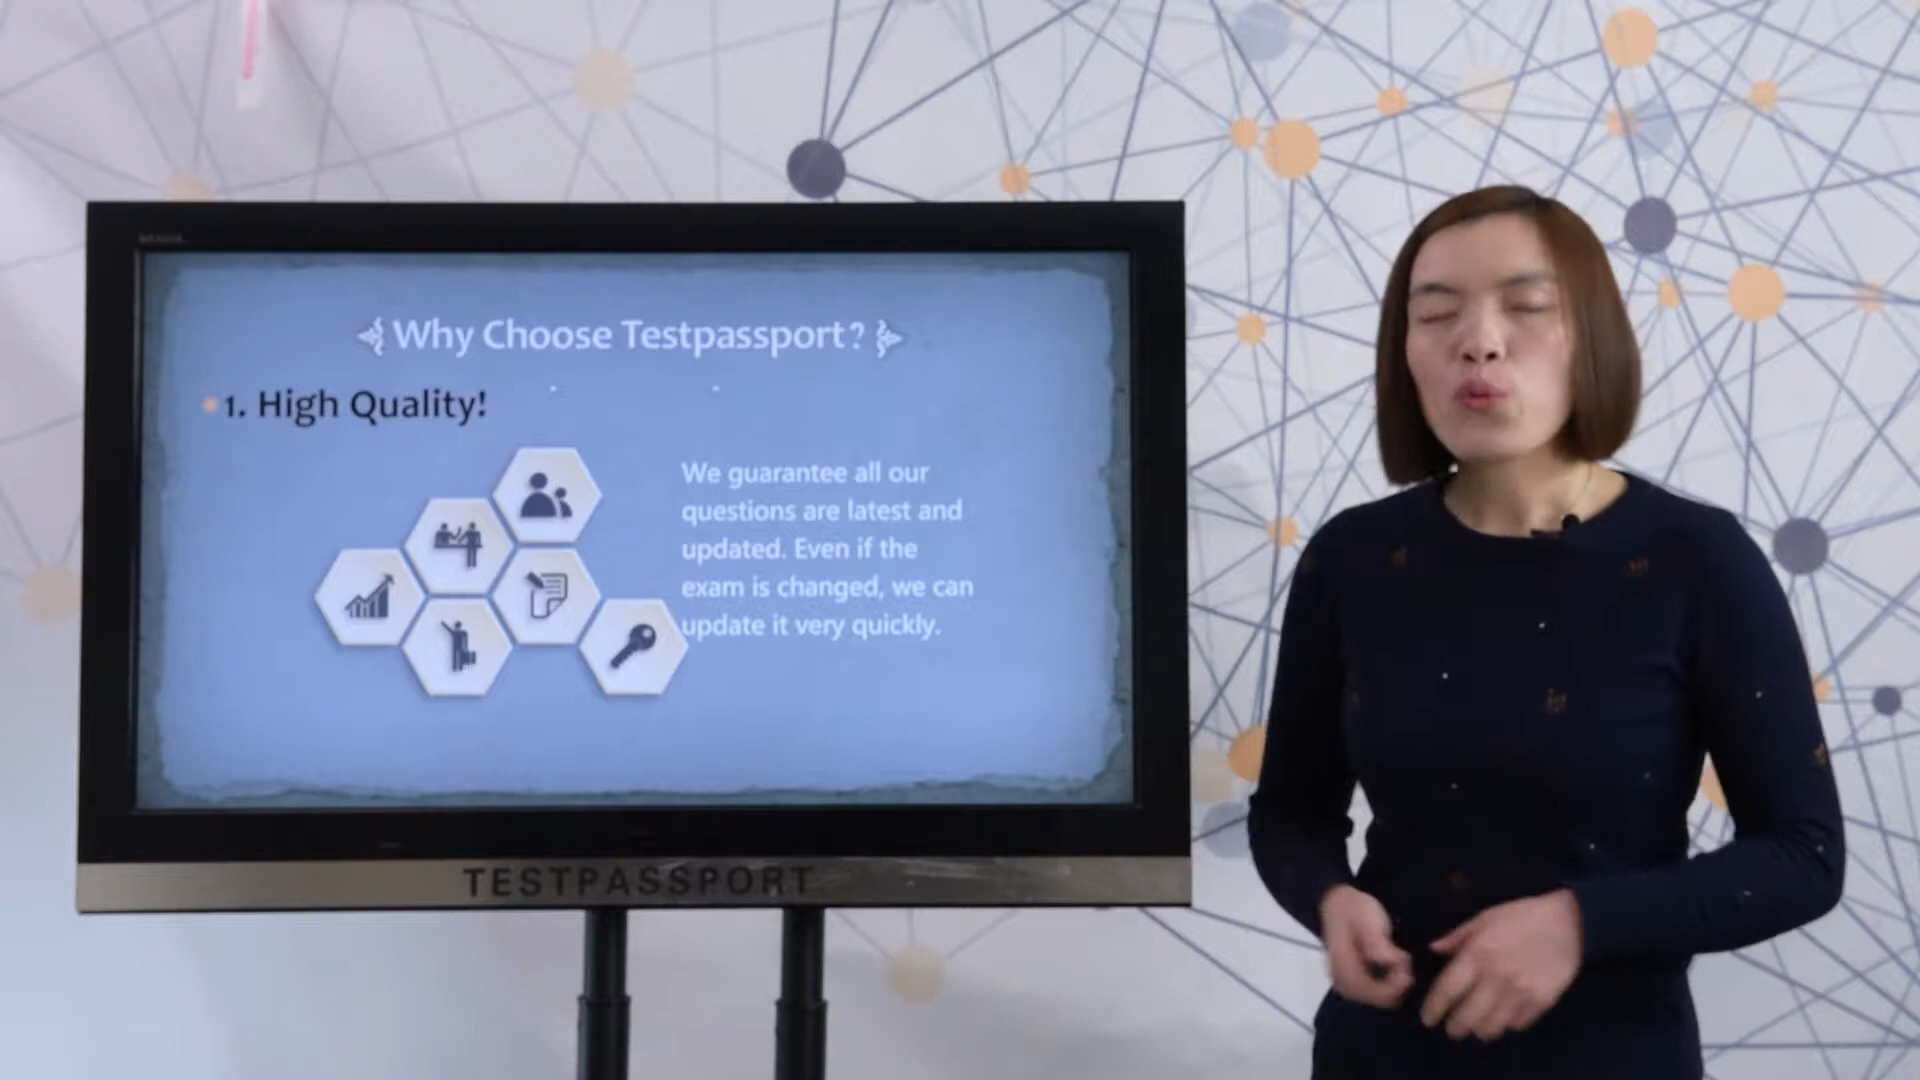 Why Choose Testpassport?
1. High Quality!
We guarantee all our
questions are latest and
updated. Even if the
exam is changed, we can
update it very quickly.
TESTPASSPORT